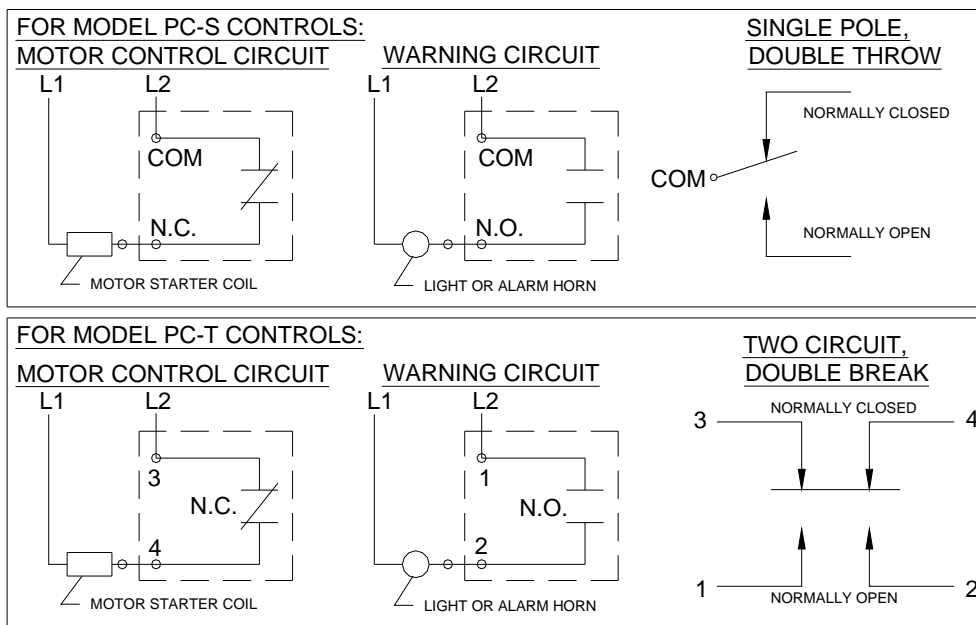 FOR MODEL PC-S CONTROLS:
MOTOR CONTROL CIRCUIT
L1
L2
COM
N.C.
MOTOR STARTER COIL
WARNING CIRCUIT
L1
L2
COM
N.O.
LIGHT OR ALARM HORN
SINGLE POLE,
DOUBLE THROW
NORMALLY CLOSED
COM
NORMALLY OPEN
FOR MODEL PC-T CONTROLS:
MOTOR CONTROL CIRCUIT
L1
L2
3
N.C.
4
MOTOR STARTER COIL
WARNING CIRCUIT
L1
L2
1
N.O.
2
LIGHT OR ALARM HORN
TWO CIRCUIT,
DOUBLE BREAK
3
NORMALLY CLOSED
4
1
NORMALLY OPEN
2